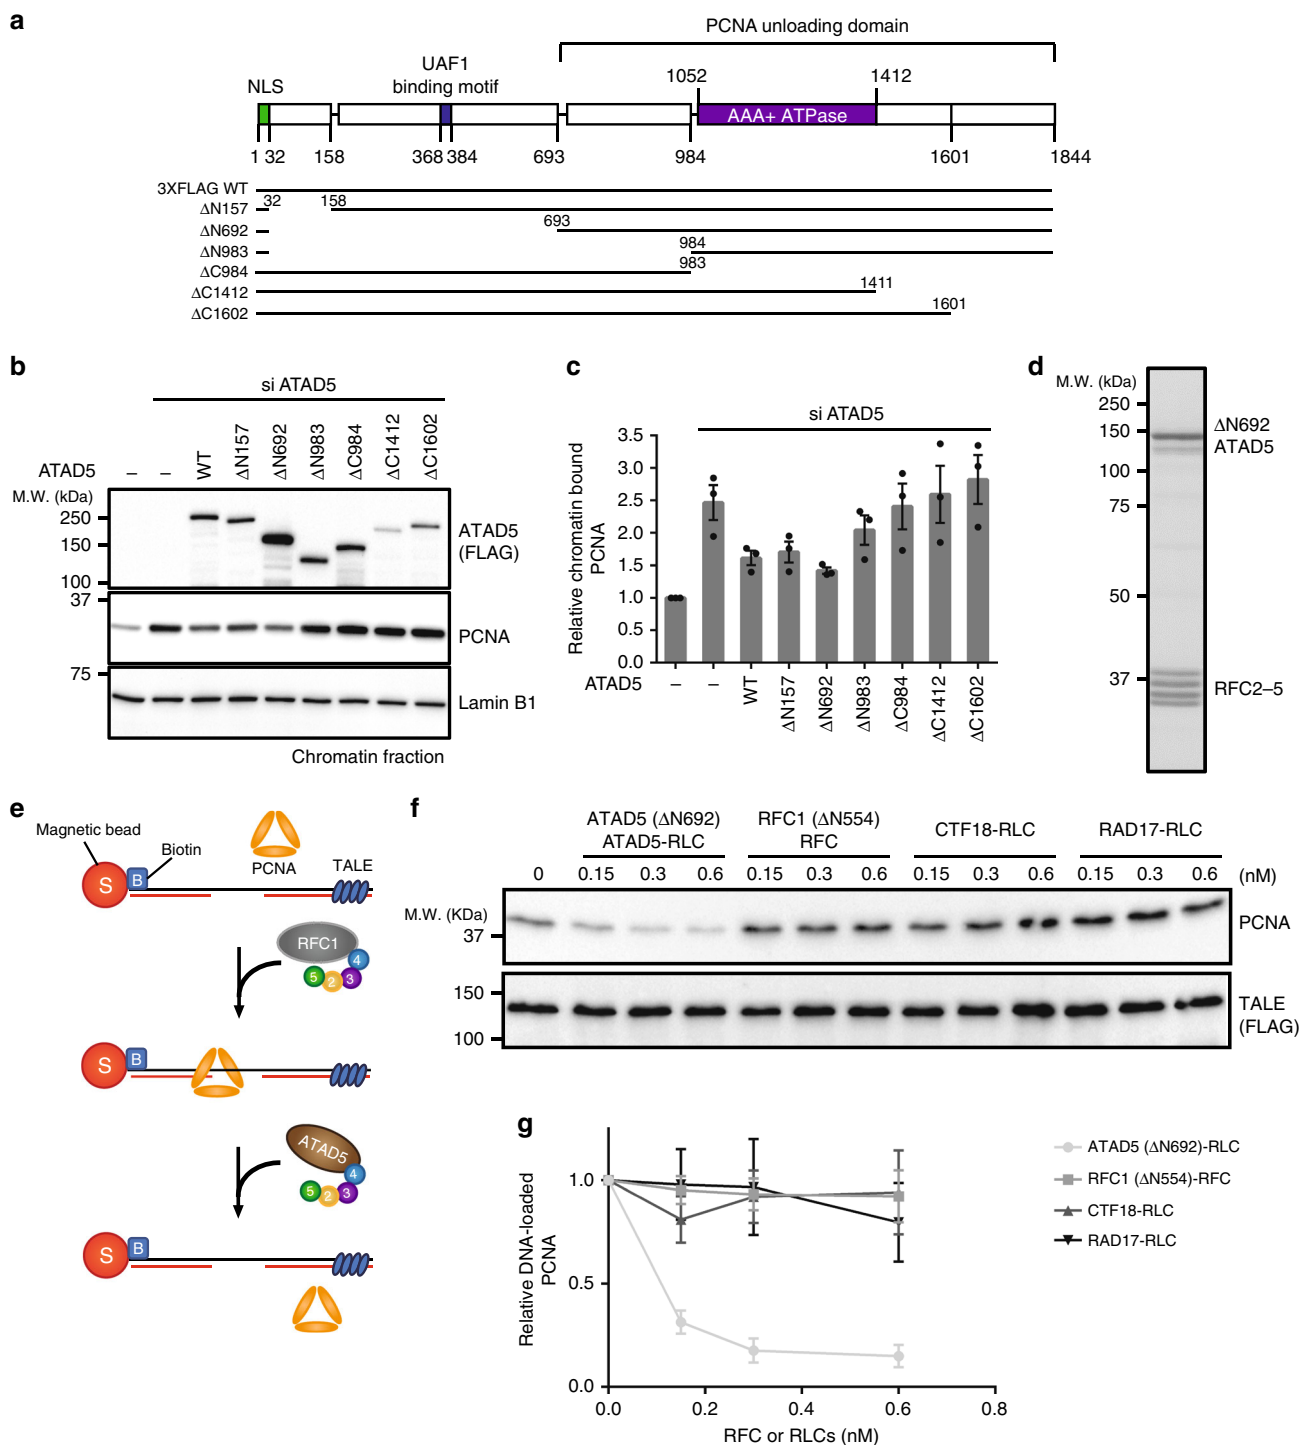 a
PCNA unloading domain
UAF1
binding motif
NLS
1052
1412
AAA+ ATPase
1 32 158 368 384 693 984 1601 1844
3XFLAG WT
32 158
ΔN157
693
ΔN692
984
ΔN983
983
ΔC984
1411
ΔC1412
1601
ΔC1602
b
si ATAD5
ATAD5 – – WT ΔN157 ΔN692 ΔN983 ΔC984 ΔC1412 ΔC1602
M.W. (kDa)
250
150
100
37
75
ATAD5
(FLAG)
PCNA
Lamin B1
Chromatin fraction
c
si ATAD5
Relative chromatin bound
PCNA
3.5
3.0
2.5
2.0
1.5
1.0
0.5
0.0
ATAD5 – – WT ΔN157 ΔN692 ΔN983 ΔC984 ΔC1412 ΔC1602
d
M.W. (kDa)
250
150
100
75
50
37
ΔN692
ATAD5
RFC2–5
e
Magnetic bead
Biotin
PCNA
TALE
S
B
RFC1
4
5 2 3
S
B
ATAD5
4
5 2 3
S
B
f
ATAD5 (ΔN692)
ATAD5-RLC
RFC1 (ΔN554)
RFC
CTF18-RLC
RAD17-RLC
0 0.15 0.3 0.6 0.15 0.3 0.6 0.15 0.3 0.6 0.15 0.3 0.6 (nM)
M.W. (KDa)
37
150
100
PCNA
TALE
(FLAG)
g
Relative DNA-loaded
PCNA
1.0
0.5
0.0
0.0 0.2 0.4 0.6 0.8
RFC or RLCs (nM)
ATAD5 (ΔN692)-RLC
RFC1 (ΔN554)-RFC
CTF18-RLC
RAD17-RLC